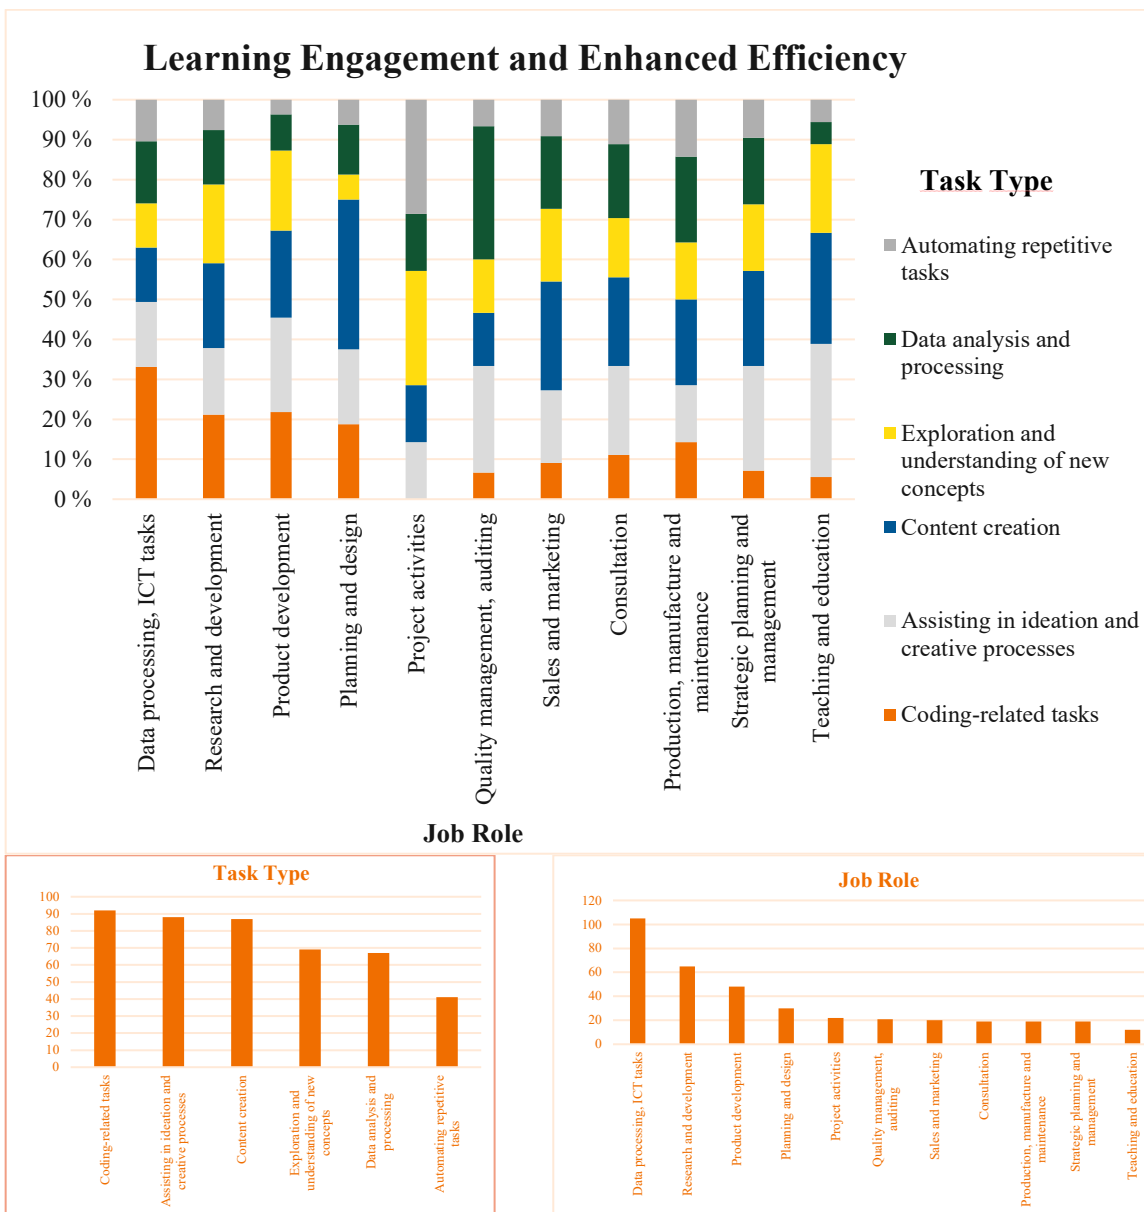 Learning Engagement and Enhanced Efficiency
100 %
90 %
80 %
70 %
60 %
50 %
40 %
30 %
20 %
10 %
0 %
Data processing, ICT tasks
Research and development
Product development
Planning and design
Project activities
Quality management, auditing
Sales and marketing
Consultation
Production, manufacture and
maintenance
Strategic planning and
management
Teaching and education
Job Role
Task Type
Automating repetitive
tasks
Data analysis and
processing
Exploration and
understanding of new
concepts
Content creation
Assisting in ideation and
creative processes
Coding-related tasks
Task Type
100
90
80
70
60
50
40
30
20
10
0
Coding-related tasks
Assisting in ideation and
creative processes
Content creation
Exploration and
understanding of new
concepts
Data analysis and
processing
Automating repetitive
tasks
Job Role
120
100
80
60
40
20
0
Data processing, ICT tasks
Research and development
Product development
Planning and design
Project activities
Quality management,
auditing
Sales and marketing
Consultation
Production, manufacture and
maintenance
Strategic planning and
management
Teaching and education